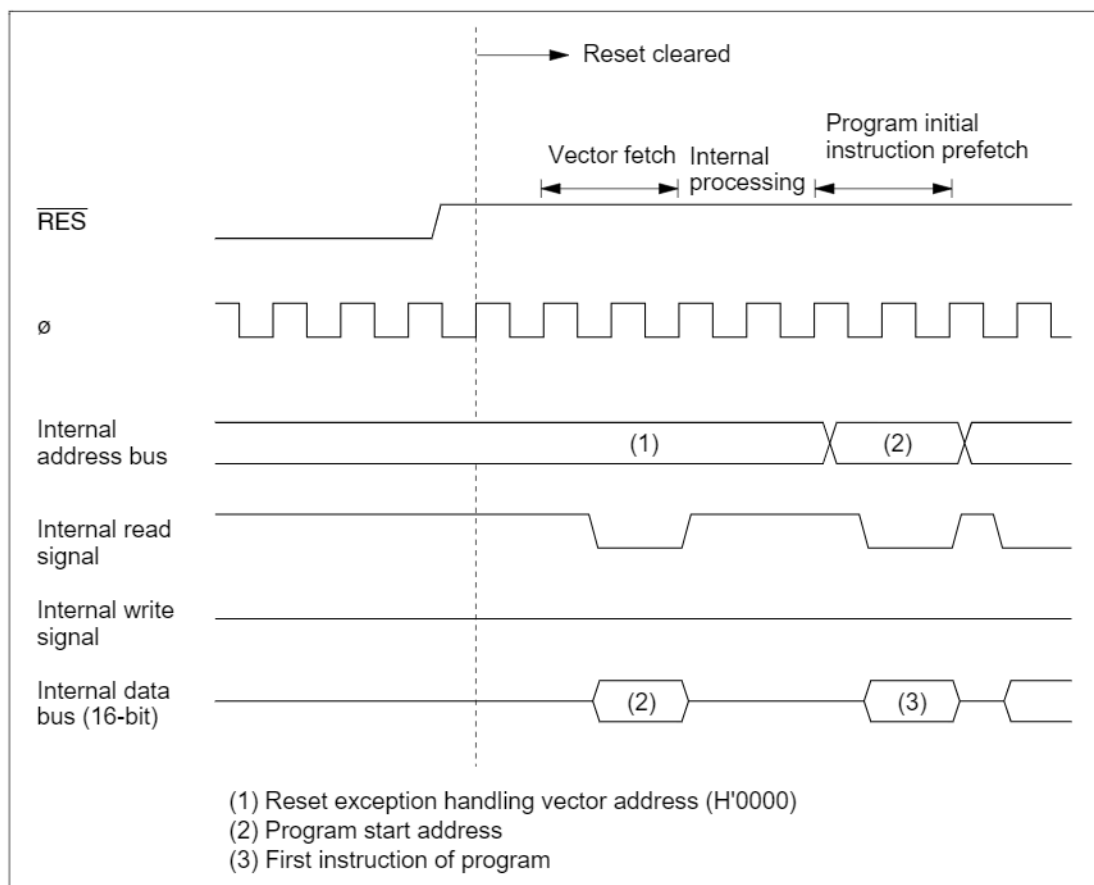 Reset cleared
Program initial
instruction prefetch
Vector fetch
Internal
processing
RES
ø
Internal
address bus
(1)
(2)
Internal read
signal
Internal write
signal
Internal data
bus (16-bit)
(2)
(3)
(1) Reset exception handling vector address (H'0000)
(2) Program start address
(3) First instruction of program